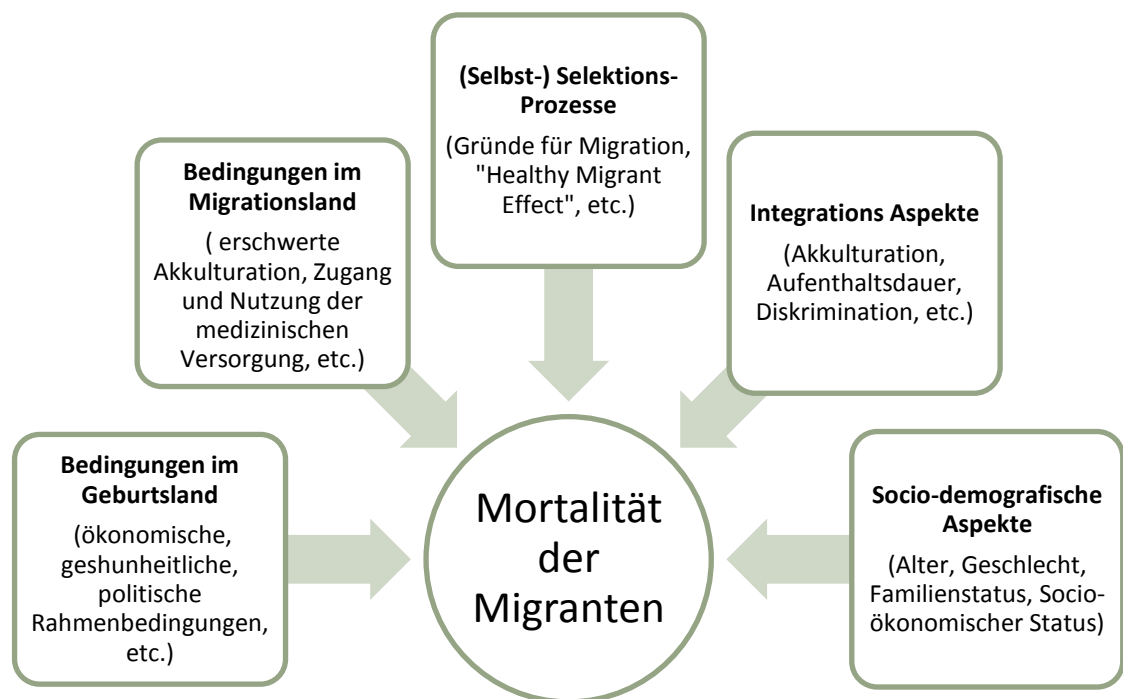 Bedingungen im
Geburtsland
(ökonomische,
geshunheitliche,
politische
Rahmenbedingungen,
etc.)
Bedingungen im
Migrationsland
( erschwerte
Akkulturation, Zugang
und Nutzung der
medizinischen
Versorgung, etc.)
(Selbst-) Selektions-
Prozesse
(Gründe für Migration,
"Healthy Migrant
Effect", etc.)
Integrations Aspekte
(Akkulturation,
Aufenthaltsdauer,
Diskrimination, etc.)
Socio-demografische
Aspekte
(Alter, Geschlecht,
Familienstatus, Socio-
ökonomischer Status)
Mortalität
der
Migranten